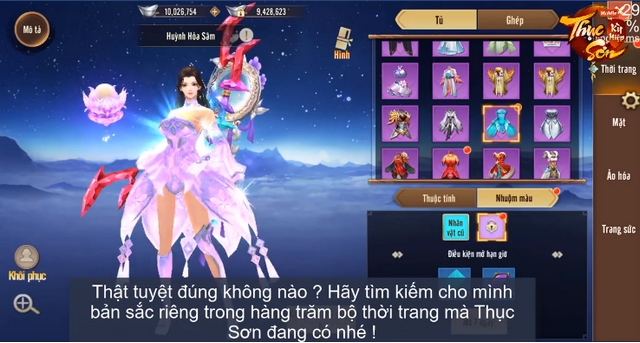 Mô tả
10,026,754
9,428,623
Huỳnh Hòa Sâm
Hình
Tủ
Ghép
Thục Sơn
Thời trang
Mặt
Ảo hóa
Trang sức
Thuộc tính
Nhuộm màu
Nhân vật cũ
Điều kiện mở hạn giờ
Khôi phục
Thật tuyệt đúng không nào ? Hãy tìm kiếm cho mình
bản sắc riêng trong hàng trăm bộ thời trang mà Thục
Sơn đang có nhé !